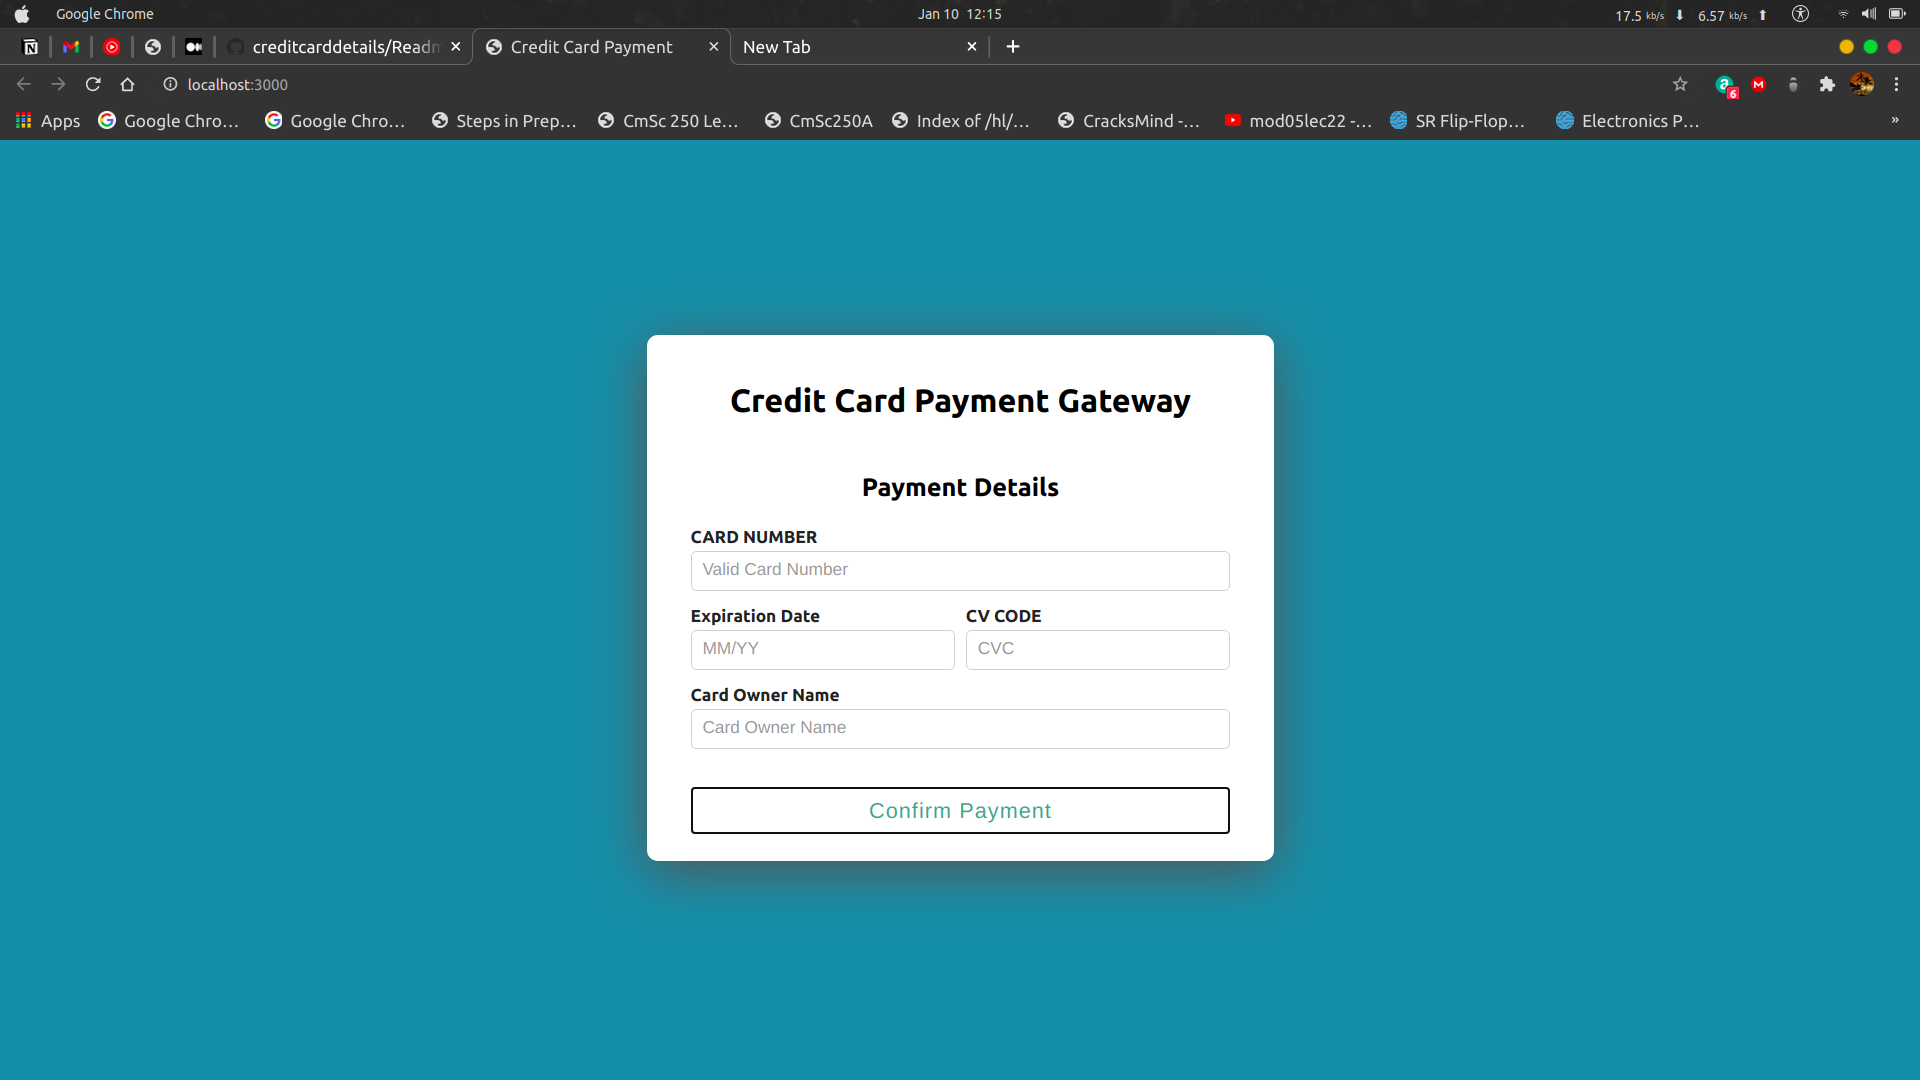 Google Chrome
Jan 10 12:15
17.5 kb/s
6.57 kb/s
creditcarddetails/Readm
Credit Card Payment
New Tab
localhost:3000
6
Apps
Google Chro...
Google Chro...
Steps in Prep...
CmSc 250 Le...
CmSc250A
Index of /hl/...
CracksMind -...
mod05lec22 -...
SR Flip-Flop...
Electronics P...
»
Credit Card Payment Gateway
Payment Details
CARD NUMBER
Valid Card Number
Expiration Date
CV CODE
MM/YY
CVC
Card Owner Name
Card Owner Name
Confirm Payment